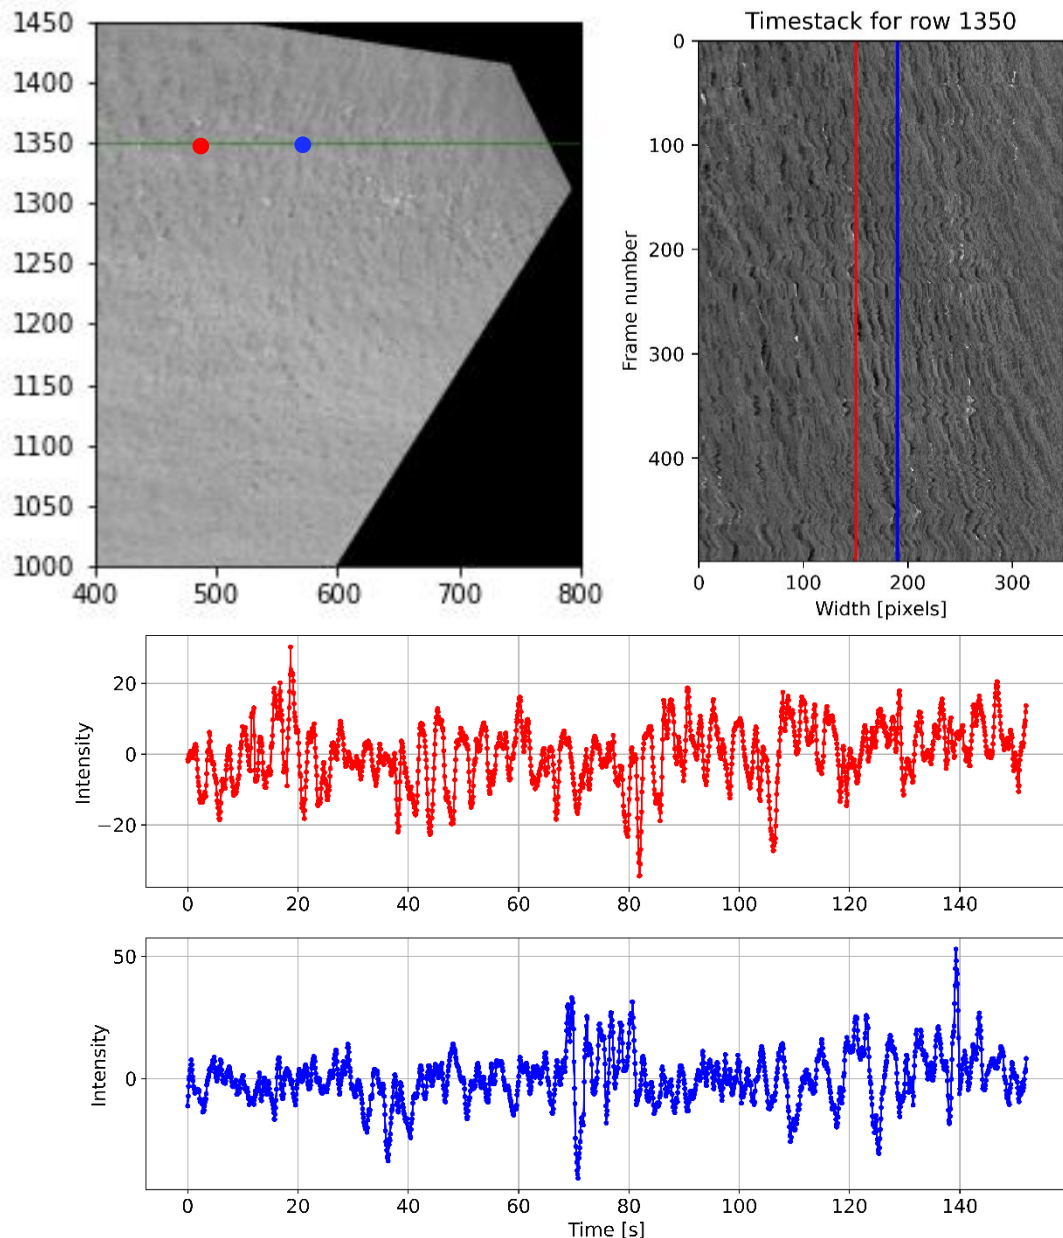 1450
1400
1350
1300
1250
1200
1150
1100
1050
1000
400 500 600 700 800
Timestack for row 1350
0
100
200
300
400
Frame number
0 100 200 300
Width [pixels]
20
0
−20
Intensity
0 20 40 60 80 100 120 140
50
0
Intensity
0 20 40 60 80 100 120 140
Time [s]